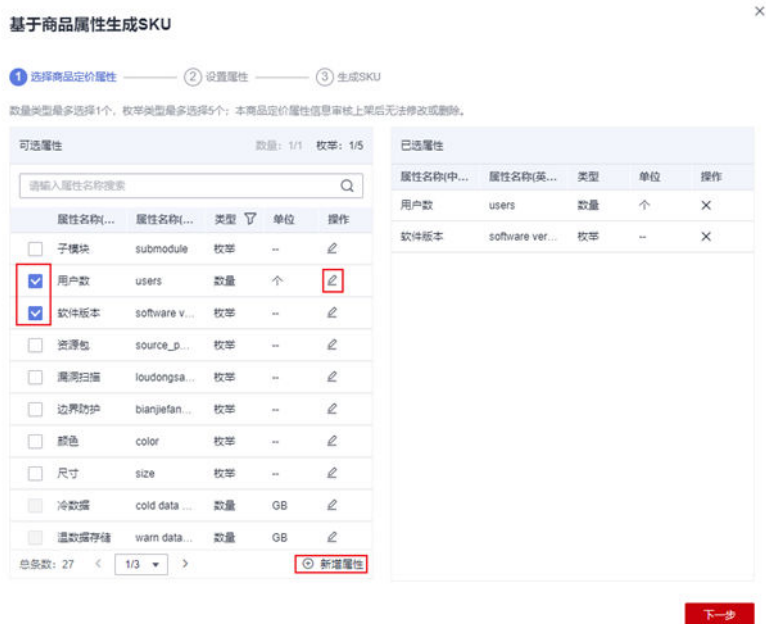 基于商品属性生成SKU
1 选择商品定价属性 2 设置属性 3 生成SKU
数量类型最多选择1个，枚举类型最多选择5个；本商品定价属性信息审核上架后无法修改或删除。
可选属性 数量：1/1 枚举：1/5
请输入属性名称搜索
属性名称(... 属性名称(... 类型 单位 操作
子模块 submodule 枚举 --
用户数 users 数量 个
软件版本 software v... 枚举 --
资源包 source_p... 枚举 --
漏洞扫描 loudongsa... 枚举 --
边界防护 bianjiefan... 枚举 --
颜色 color 枚举 --
尺寸 size 枚举 --
冷数据 cold data ... 数量 GB
温数据存储 warn data... 数量 GB
总条数：27 < 1/3 >
新增属性
已选属性
属性名称(中... 属性名称(英... 类型 单位 操作
用户数 users 数量 个
软件版本 software ver... 枚举 --
下一步